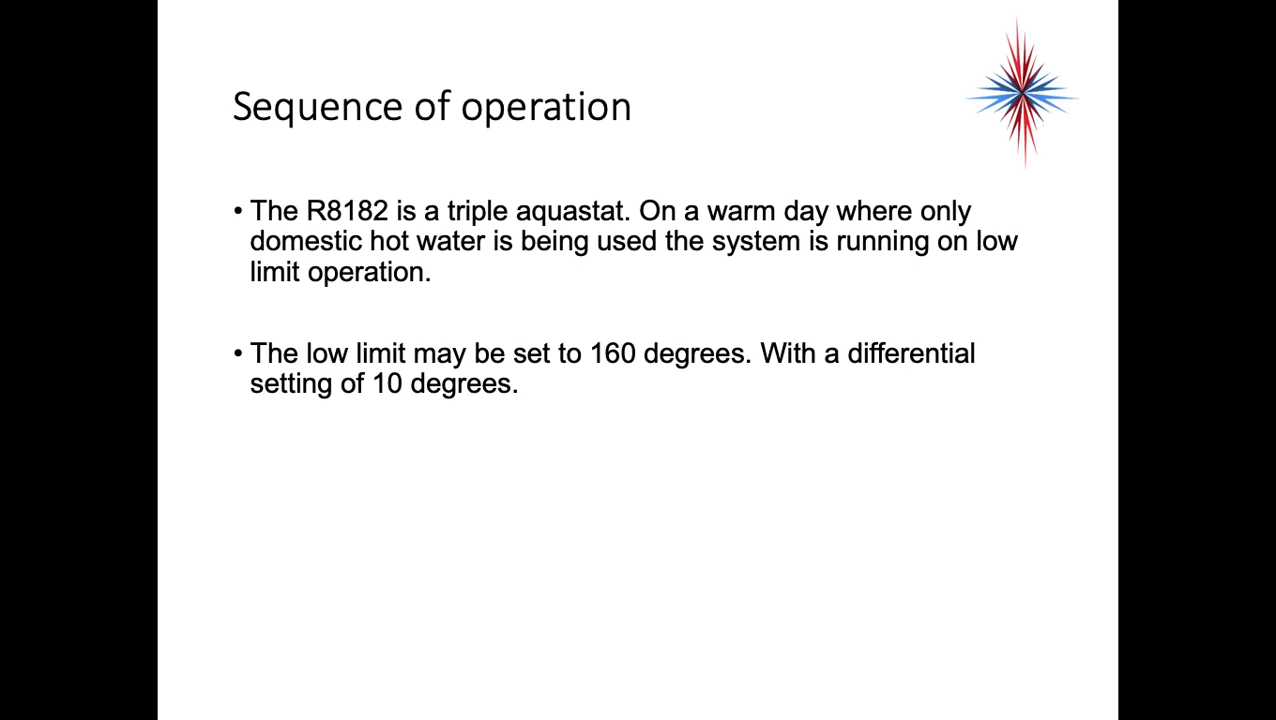 Sequence of operation
• The R8182 is a triple aquastat. On a warm day where only
domestic hot water is being used the system is running on low
limit operation.
• The low limit may be set to 160 degrees. With a differential
setting of 10 degrees.